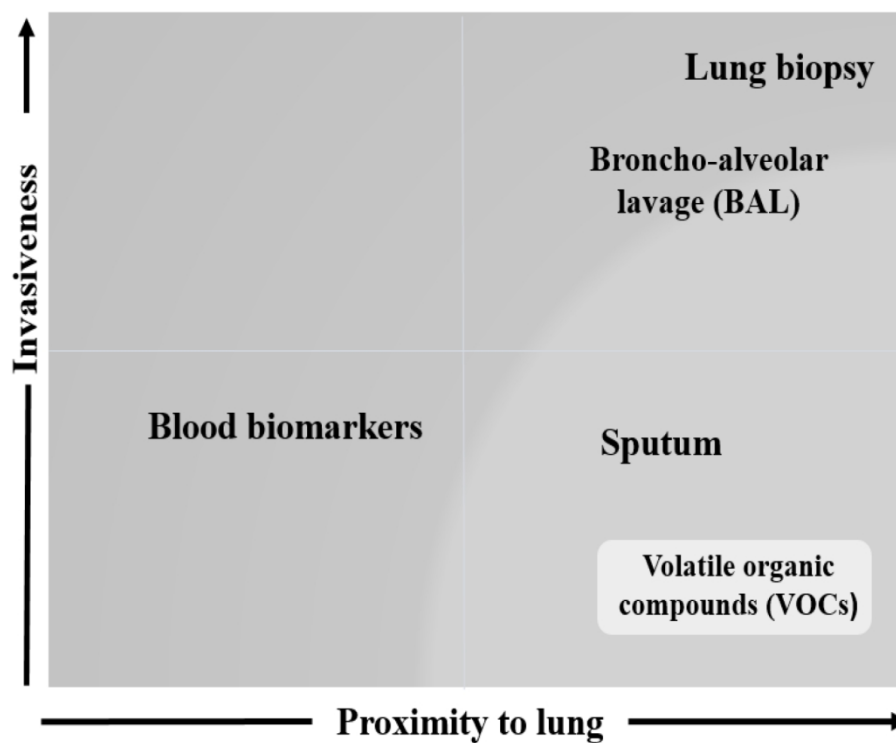 Lung biopsy
Broncho-alveolar
lavage (BAL)
Invasiveness
Blood biomarkers
Sputum
Volatile organic
compounds (VOCs)
Proximity to lung